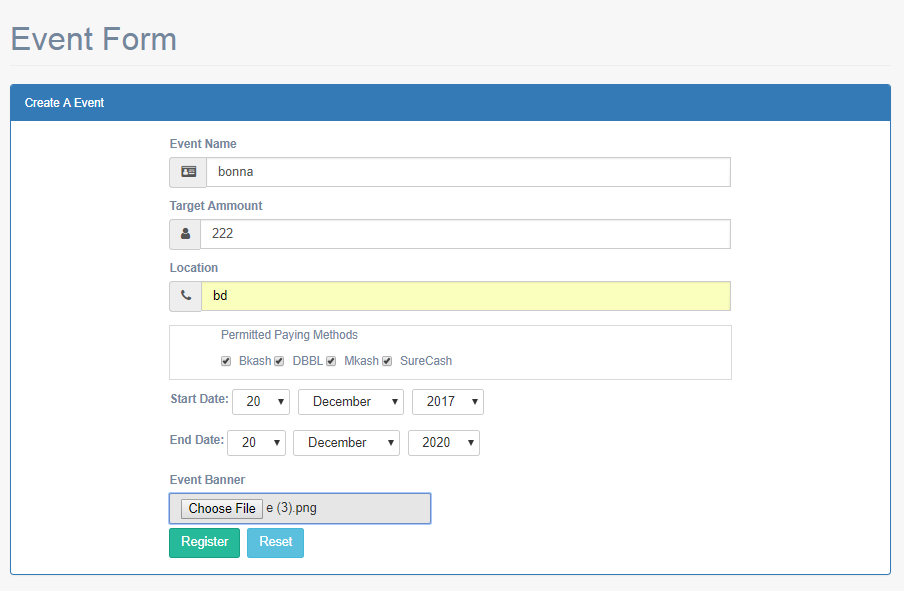 Event Form
Create A Event
Event Name
bonna
Target Ammount
222
Location
bd
Permitted Paying Methods
Bkash DBBL Mkash SureCash
Start Date: 20 December 2017
End Date: 20 December 2020
Event Banner
Choose File e (3).png
Register Reset